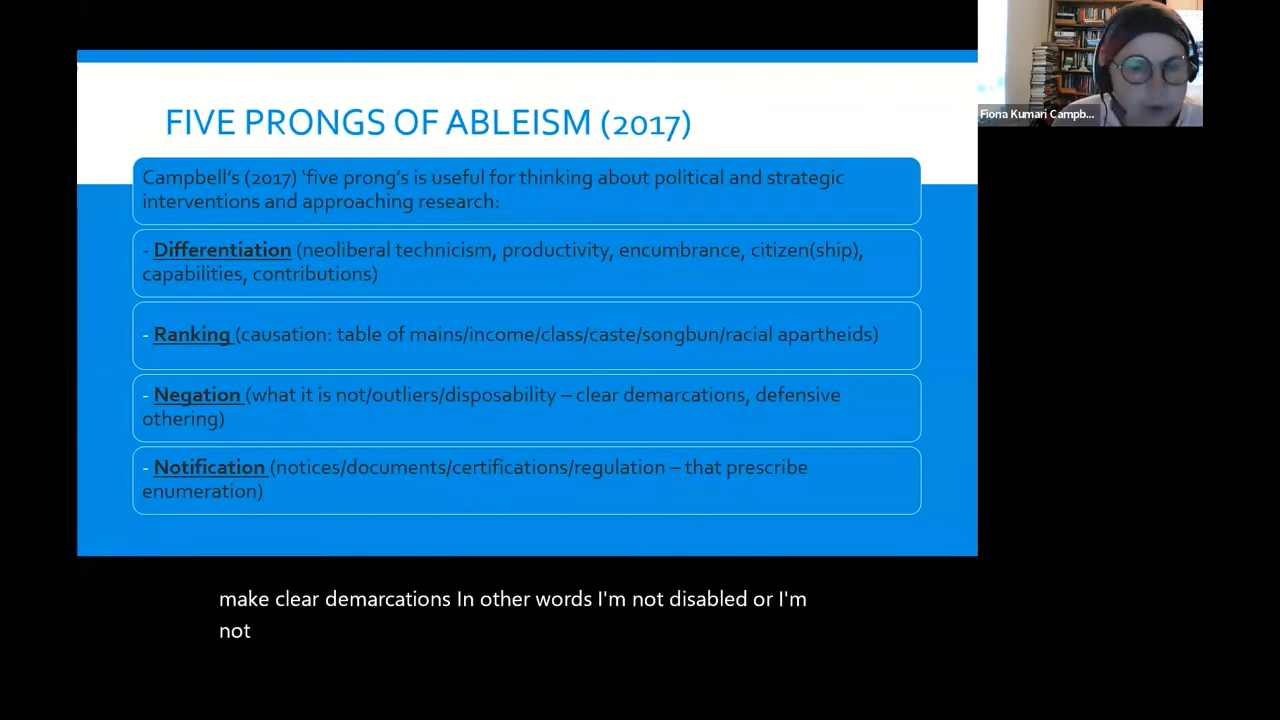 FIVE PRONGS OF ABLEISM (2017)
Campbell's (2017) 'five prong's is useful for thinking about political and strategic
interventions and approaching research:
- Differentiation (neoliberal technicism, productivity, encumbrance, citizen(ship),
capabilities, contributions)
- Ranking (causation: table of mains/income/class/caste/songbun/racial apartheids)
- Negation (what it is not/outliers/disposability – clear demarcations, defensive
othering)
- Notification (notices/documents/certifications/regulation – that prescribe
enumeration)
Fiona Kumari Campb...
make clear demarcations In other words I'm not disabled or I'm
not